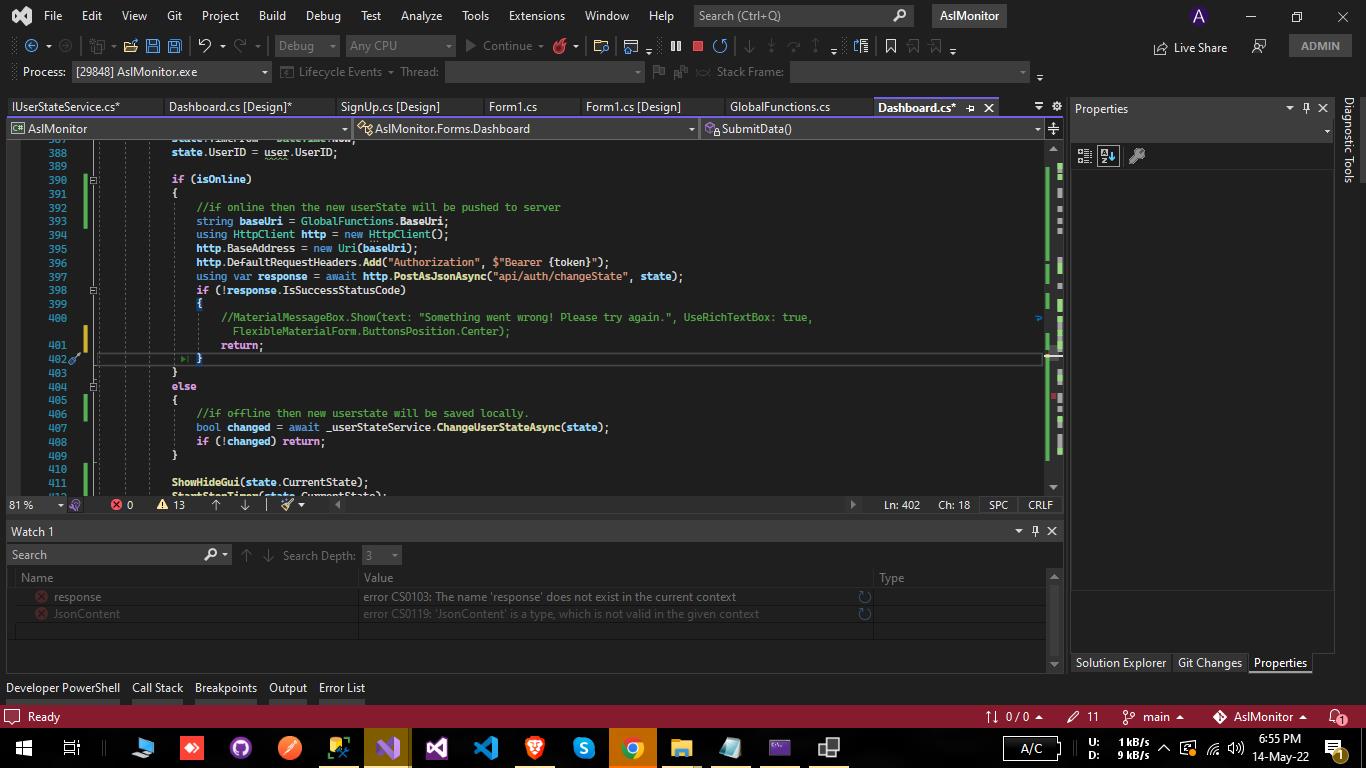 File Edit View Git Project Build Debug Test Analyze Tools Extensions Window Help Search (Ctrl+Q) AslMonitor A
Debug Any CPU Continue Live Share ADMIN
Process: [29848] AslMonitor.exe Lifecycle Events Thread: Stack Frame:
IUserStateService.cs* Dashboard.cs [Design]* SignUp.cs [Design] Form1.cs Form1.cs [Design] GlobalFunctions.cs Dashboard.cs* Properties
C# AslMonitor AslMonitor.Forms.Dashboard SubmitData()
Diagnostic Tools
388 state.UserID = user.UserID;
389
390 if (isOnline)
391 {
392 //if online then the new userState will be pushed to server
393 string baseUri = GlobalFunctions.BaseUri;
394 using HttpClient http = new HttpClient();
395 http.BaseAddress = new Uri(baseUri);
396 http.DefaultRequestHeaders.Add("Authorization", $"Bearer {token}");
397 using var response = await http.PostAsJsonAsync("api/auth/changeState", state);
398 if (!response.IsSuccessStatusCode)
399 {
400 //MaterialMessageBox.Show(text: "Something went wrong! Please try again.", UseRichTextBox: true,
FlexibleMaterialForm.ButtonsPosition.Center);
401 return;
402 }
403 }
404 else
405 {
406 //if offline then new userstate will be saved locally.
407 bool changed = await _userStateService.ChangeUserStateAsync(state);
408 if (!changed) return;
409 }
410
411 ShowHideGui(state.CurrentState);
81 % 0 13 Ln: 402 Ch: 18 SPC CRLF
Watch 1
Search Search Depth: 3
Name Value Type
response error CS0103: The name 'response' does not exist in the current context
JsonContent error CS0119: 'JsonContent' is a type, which is not valid in the given context
Solution Explorer Git Changes Properties
Developer PowerShell Call Stack Breakpoints Output Error List
Ready 0 / 0 11 main AslMonitor 1
A/C U: 1 kB/s 6:55 PM
D: 9 kB/s 14-May-22 1